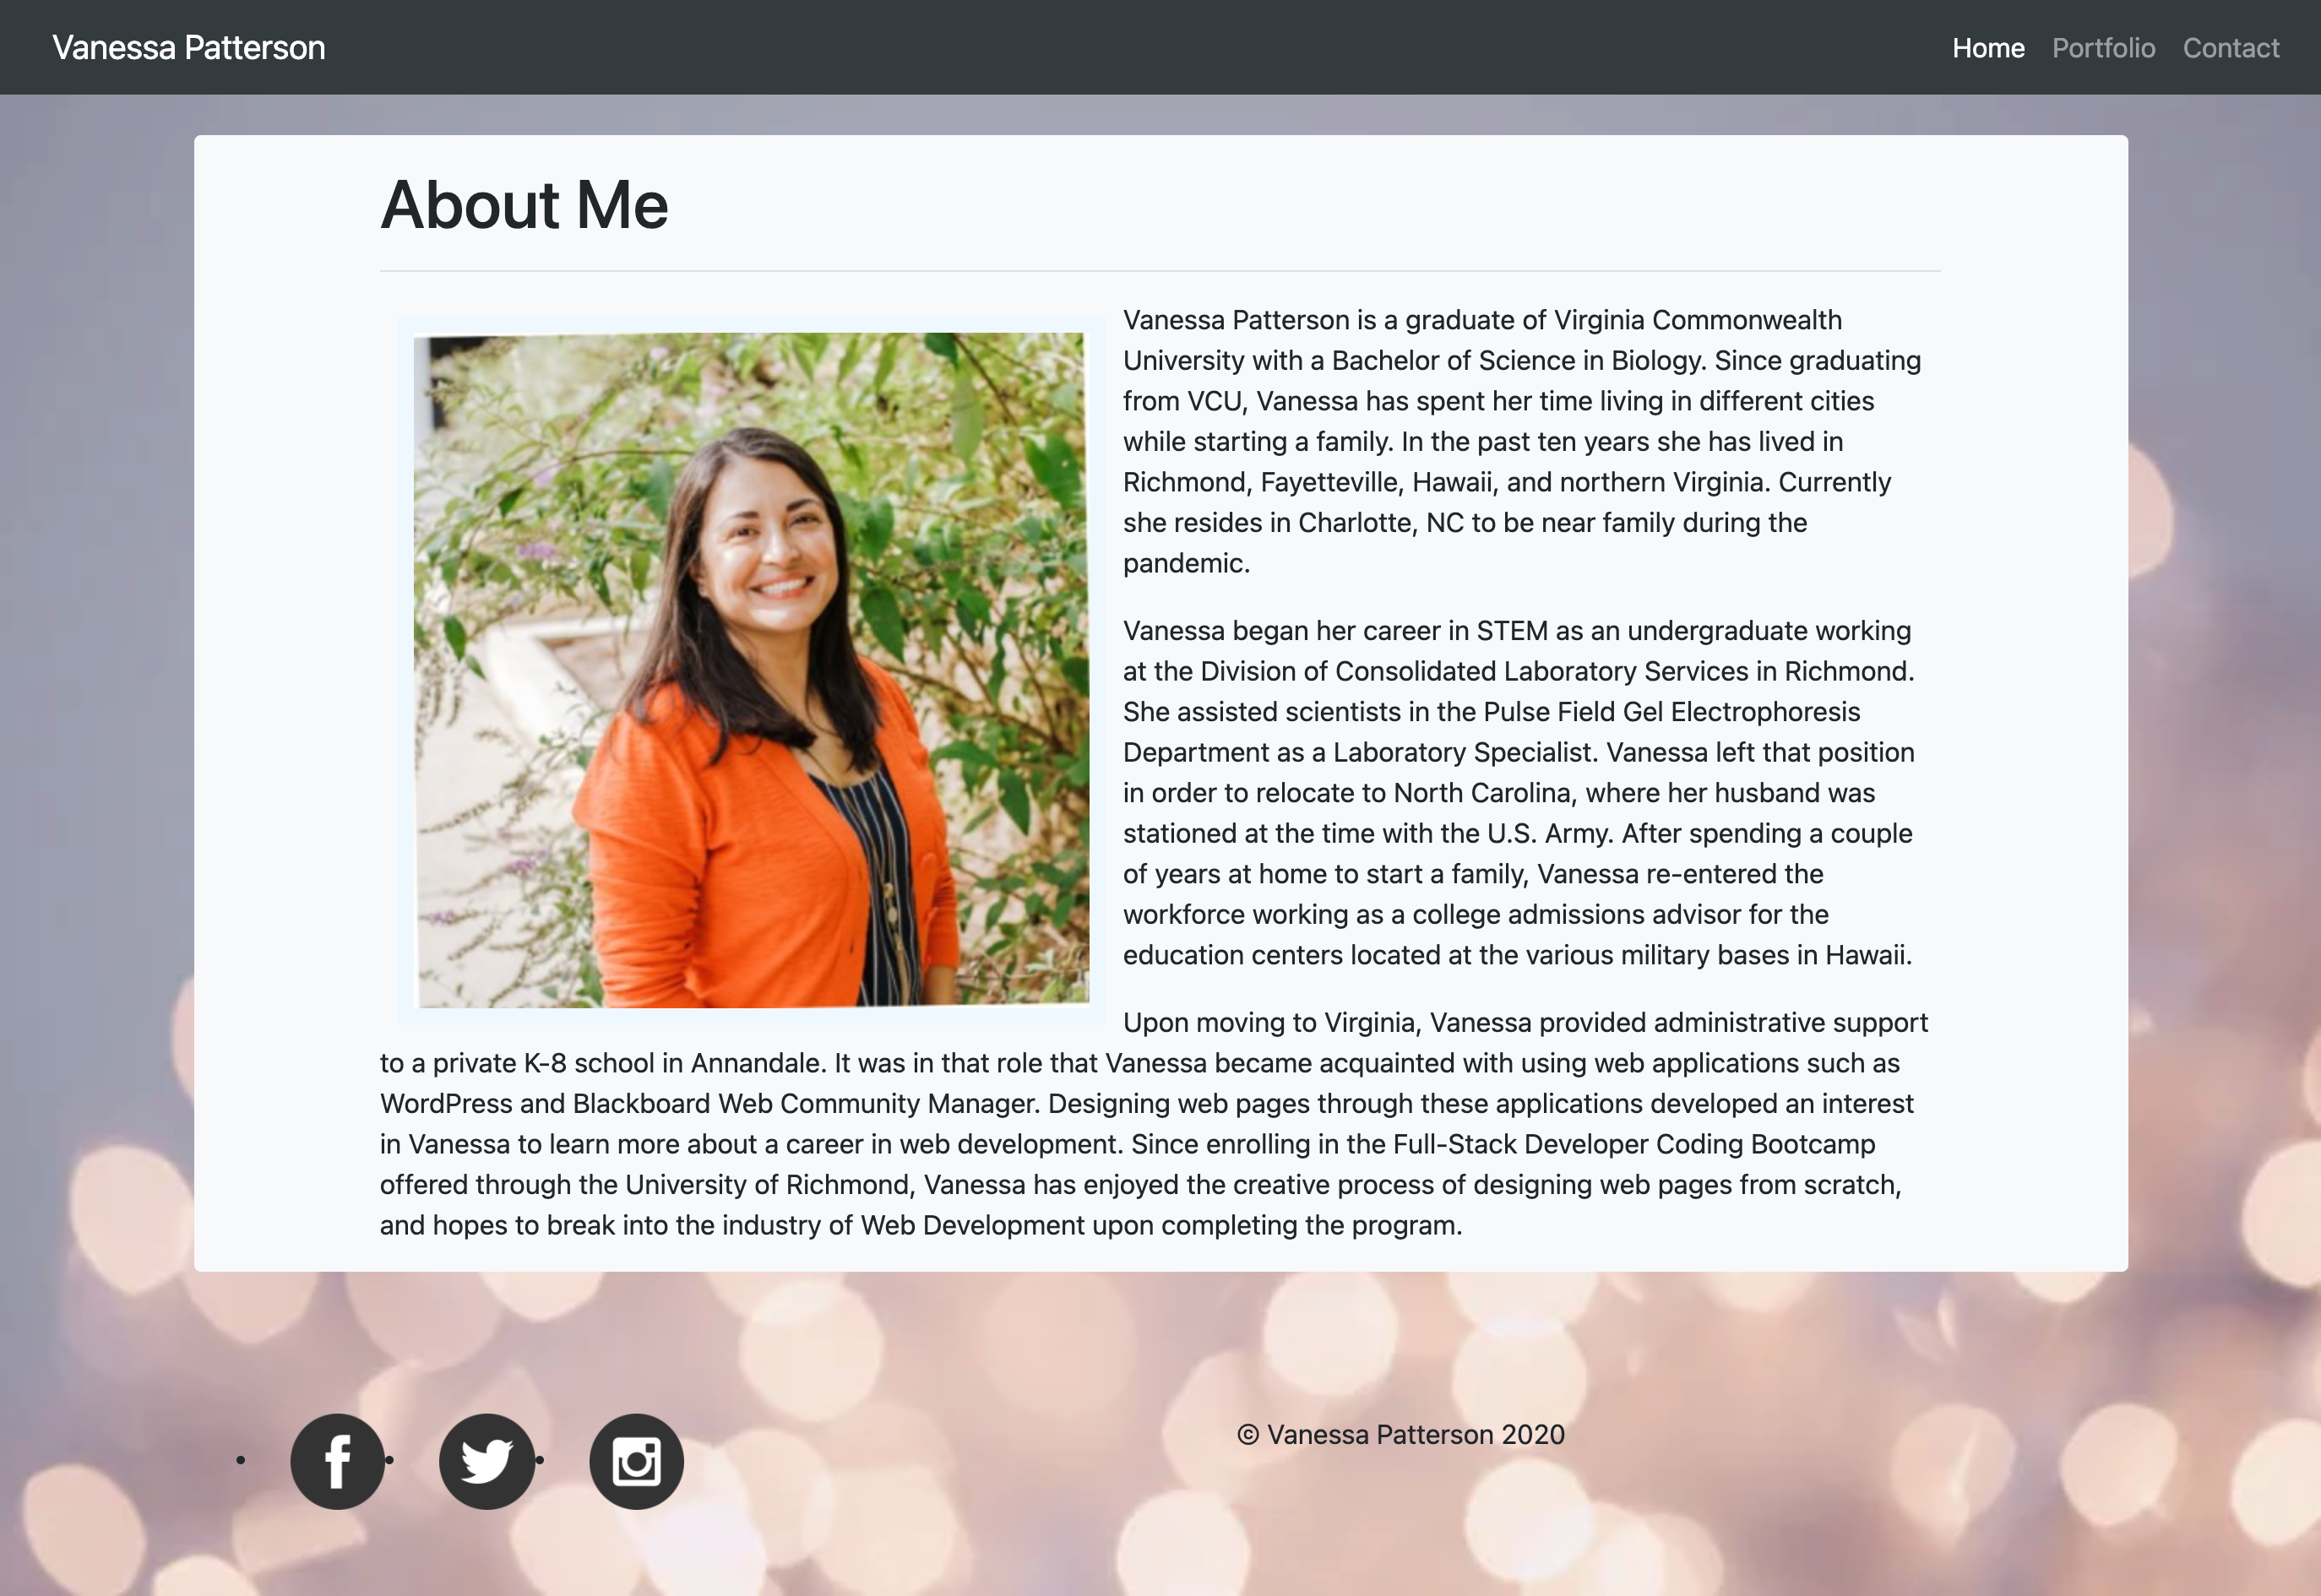 Vanessa Patterson
Home Portfolio Contact
About Me
Vanessa Patterson is a graduate of Virginia Commonwealth
University with a Bachelor of Science in Biology. Since graduating
from VCU, Vanessa has spent her time living in different cities
while starting a family. In the past ten years she has lived in
Richmond, Fayetteville, Hawaii, and northern Virginia. Currently
she resides in Charlotte, NC to be near family during the
pandemic.
Vanessa began her career in STEM as an undergraduate working
at the Division of Consolidated Laboratory Services in Richmond.
She assisted scientists in the Pulse Field Gel Electrophoresis
Department as a Laboratory Specialist. Vanessa left that position
in order to relocate to North Carolina, where her husband was
stationed at the time with the U.S. Army. After spending a couple
of years at home to start a family, Vanessa re-entered the
workforce working as a college admissions advisor for the
education centers located at the various military bases in Hawaii.
Upon moving to Virginia, Vanessa provided administrative support
to a private K-8 school in Annandale. It was in that role that Vanessa became acquainted with using web applications such as
WordPress and Blackboard Web Community Manager. Designing web pages through these applications developed an interest
in Vanessa to learn more about a career in web development. Since enrolling in the Full-Stack Developer Coding Bootcamp
offered through the University of Richmond, Vanessa has enjoyed the creative process of designing web pages from scratch,
and hopes to break into the industry of Web Development upon completing the program.
© Vanessa Patterson 2020